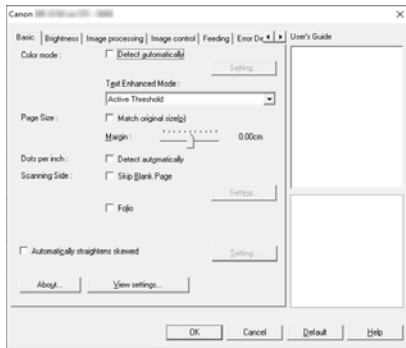 Canon
Basic Brightness Image processing Image control Feeding Error De
User's Guide
Color mode : Detect automatically
Setting...
Text Enhanced Mode :
Active Threshold
Page Size : Match original size(s)
Margin : 0.00cm
Dots per inch : Detect automatically
Scanning Side : Skip Blank Page
Setting...
Folio
Automatically straightens skewed
Setting...
About... View settings...
OK Cancel Default Help